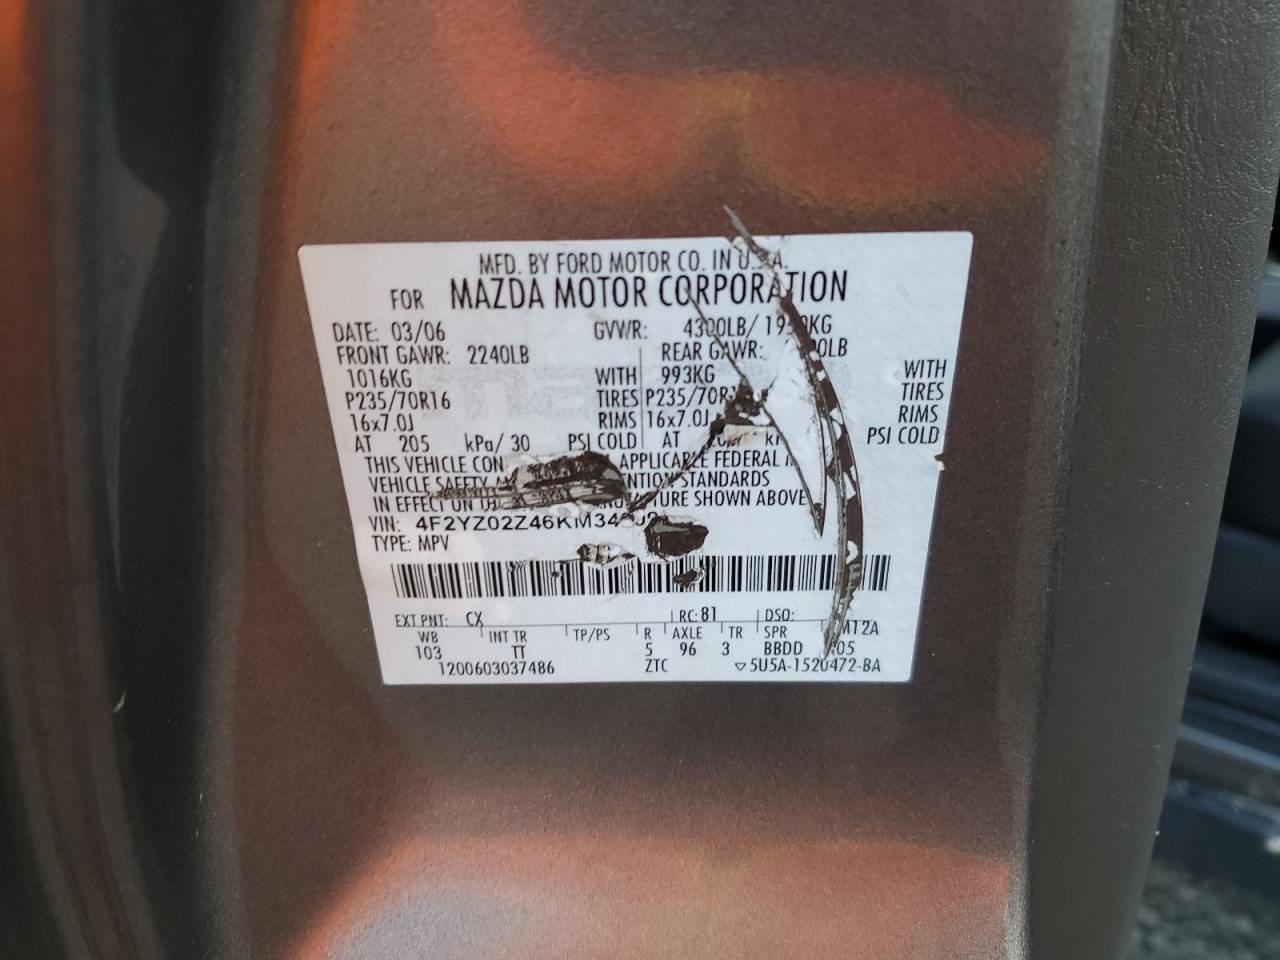 MFD. BY FORD MOTOR CO. IN U.S.A.
FOR MAZDA MOTOR CORPORATION
DATE: 03/06 GVWR:
FRONT GAWR: 2240LB REAR GAWR:
1016KG WITH 993KG WITH
P235/70R16 TIRES TIRES
16x7.0J RIMS 16x7.0J RIMS
AT 205 kPa/ 30 PSI COLD AT PSI COLD
THIS VEHICLE APPLICABLE FEDERAL
VEHICLE SAFETY STANDARDS
IN EFFECT ON SHOWN ABOVE
VIN:
TYPE: MPV
EXT PNT: CX RC: 81 DSO:
WB INT TR TP/PS R AXLE TR SPR
103 TT 5 96 3 BBDD
1200603037486 ZTC ▽5U5A-1520472-BA